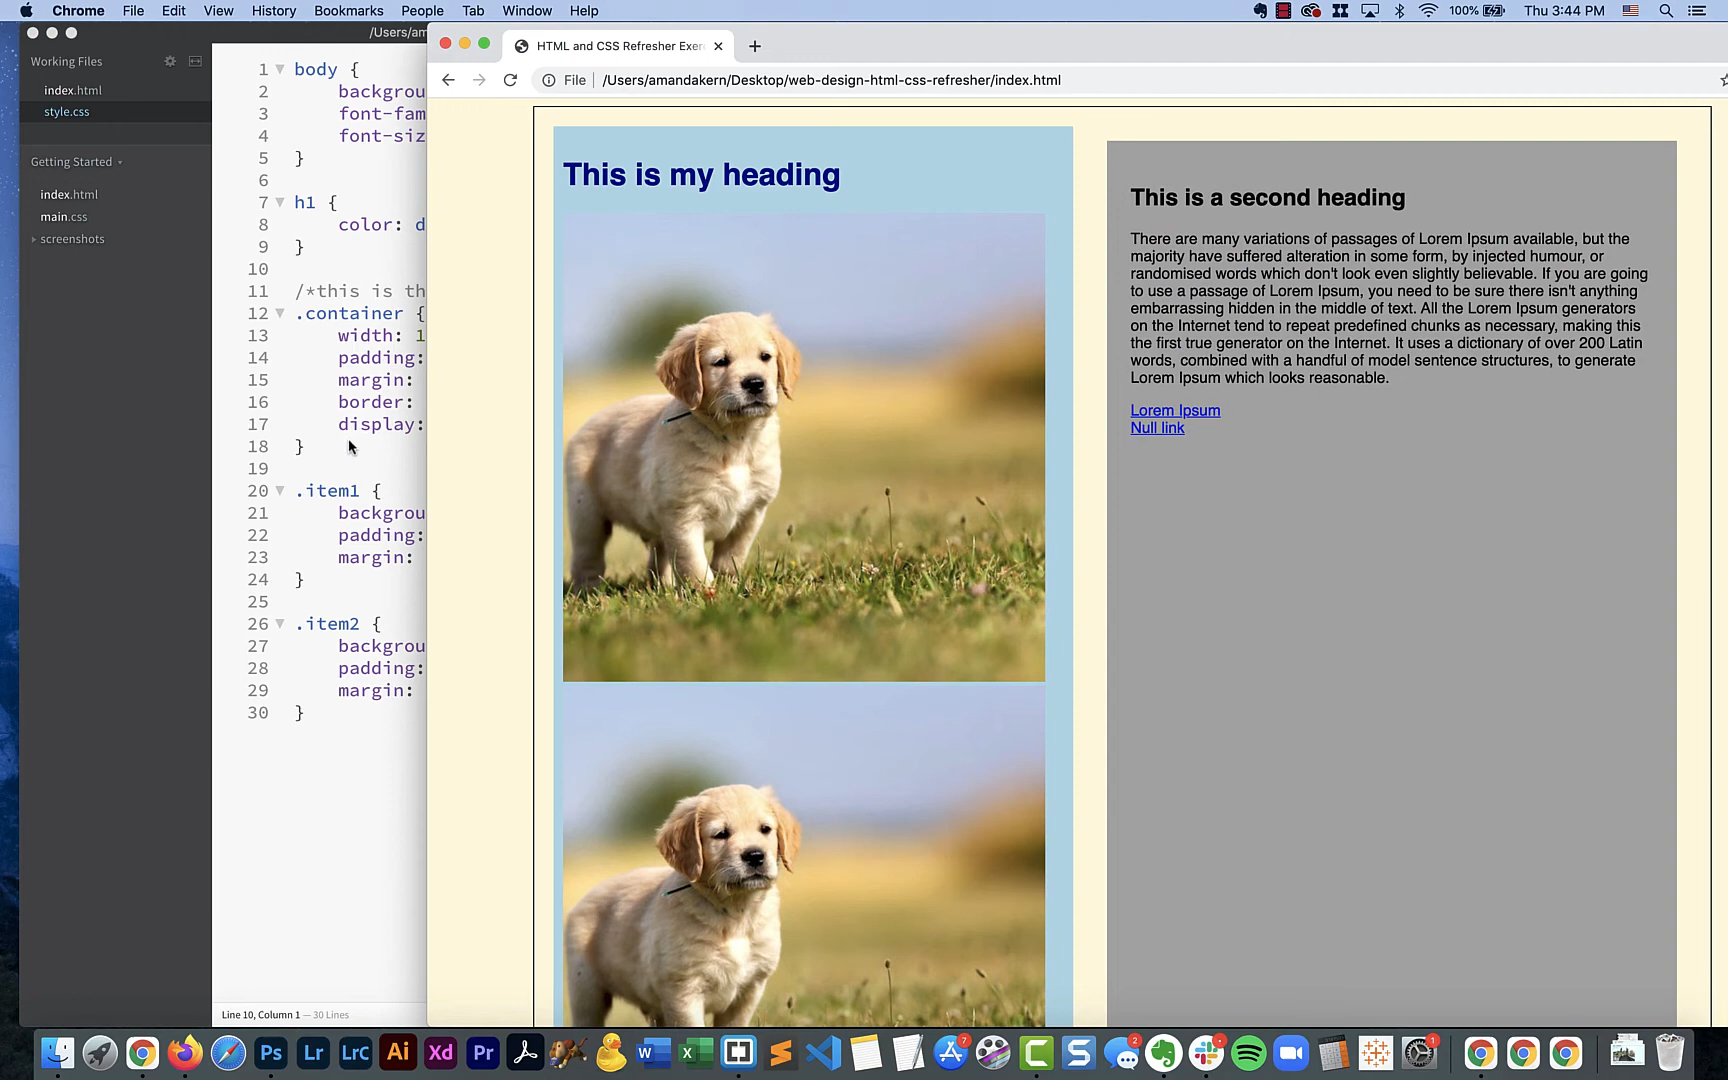 Chrome File Edit View History Bookmarks People Tab Window Help
100% Thu 3:44 PM
/Users/am
Working Files
index.html
style.css
Getting Started
index.html
main.css
screenshots
1 body {
2 backgrou
3 font-fam
4 font-siz
5 }
6
7 h1 {
8 color: d
9 }
10
11 /*this is th
12 .container {
13 width: 1
14 padding:
15 margin:
16 border:
17 display:
18 }
19
20 .item1 {
21 backgrou
22 padding:
23 margin:
24 }
25
26 .item2 {
27 backgrou
28 padding:
29 margin:
30 }
Line 10, Column 1 — 30 Lines
HTML and CSS Refresher Exer
File /Users/amandakern/Desktop/web-design-html-css-refresher/index.html
This is my heading
This is a second heading
There are many variations of passages of Lorem Ipsum available, but the
majority have suffered alteration in some form, by injected humour, or
randomised words which don't look even slightly believable. If you are going
to use a passage of Lorem Ipsum, you need to be sure there isn't anything
embarrassing hidden in the middle of text. All the Lorem Ipsum generators
on the Internet tend to repeat predefined chunks as necessary, making this
the first true generator on the Internet. It uses a dictionary of over 200 Latin
words, combined with a handful of model sentence structures, to generate
Lorem Ipsum which looks reasonable.
Lorem Ipsum
Null link
Ps Lr LrC Ai Xd Pr W X 7 C S 2 1